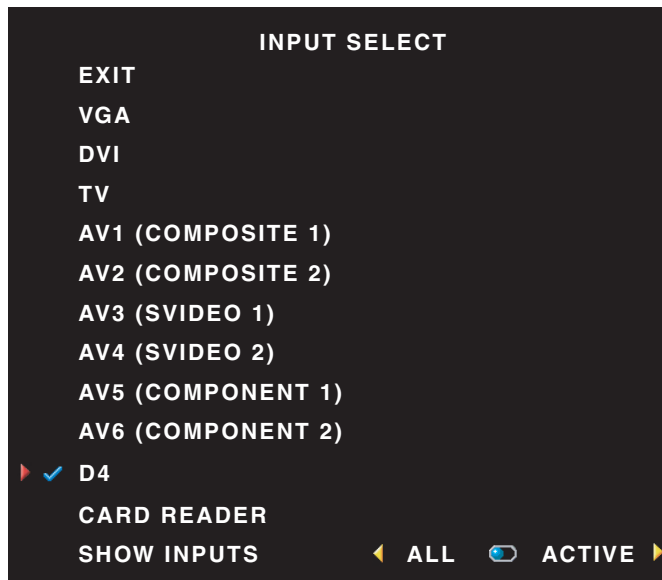 INPUT SELECT
EXIT
VGA
DVI
TV
AV1 (COMPOSITE 1)
AV2 (COMPOSITE 2)
AV3 (SVIDEO 1)
AV4 (SVIDEO 2)
AV5 (COMPONENT 1)
AV6 (COMPONENT 2)
D4
CARD READER
SHOW INPUTS ALL ACTIVE